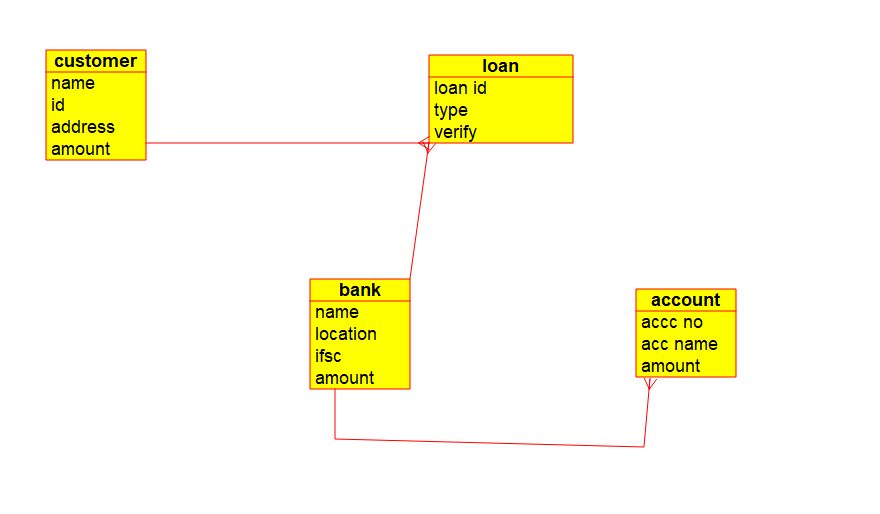 customer
name
id
address
amount
loan
loan id
type
verify
bank
name
location
ifsc
amount
account
accc no
acc name
amount